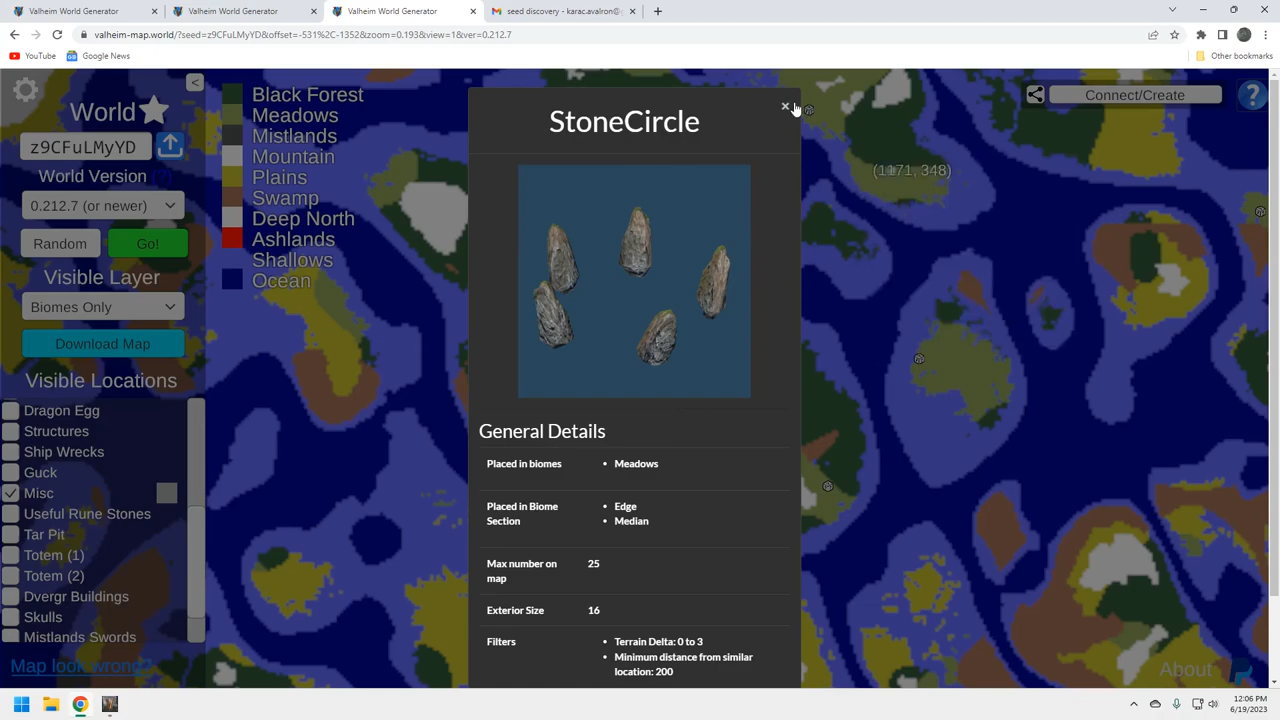 Valheim World Generator
Valheim World Generator
Valheim World Generator
seed discovery - karac.stalron@
valheim-map.world/?seed=z9CFuLMyYD&offset=-531%2C-1352&zoom=0.193&view=1&ver=0.212.7
YouTube
Google News
Other bookmarks
<
World
z9CFuLMyYD
World Version (?)
0.212.7 (or newer)
Random
Go!
Visible Layer
Biomes Only
Download Map
Visible Locations
Dragon Egg
Structures
Ship Wrecks
Guck
Misc
Useful Rune Stones
Tar Pit
Totem (1)
Totem (2)
Dvergr Buildings
Skulls
Mistlands Swords
Map look wrong?
Black Forest
Meadows
Mistlands
Mountain
Plains
Swamp
Deep North
Ashlands
Shallows
Ocean
StoneCircle
General Details
Placed in biomes
• Meadows
Placed in Biome Section
• Edge
• Median
Max number on map
25
Exterior Size
16
Filters
• Terrain Delta: 0 to 3
• Minimum distance from similar location: 200
Connect/Create
?
(1171, 348)
About
12:06 PM
6/19/2023